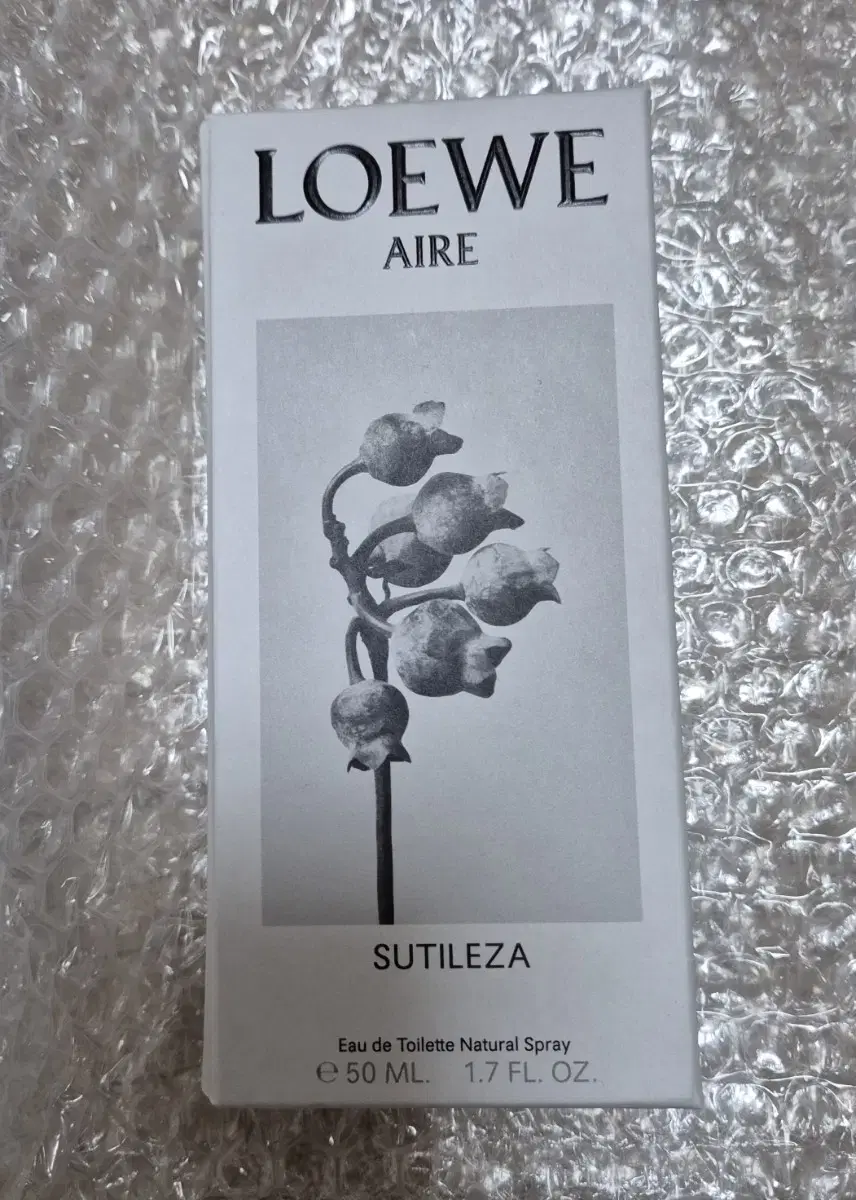 LOEWE
AIRE
SUTILEZA
Eau de Toilette Natural Spray
℮ 50 ML. 1.7 FL. OZ.